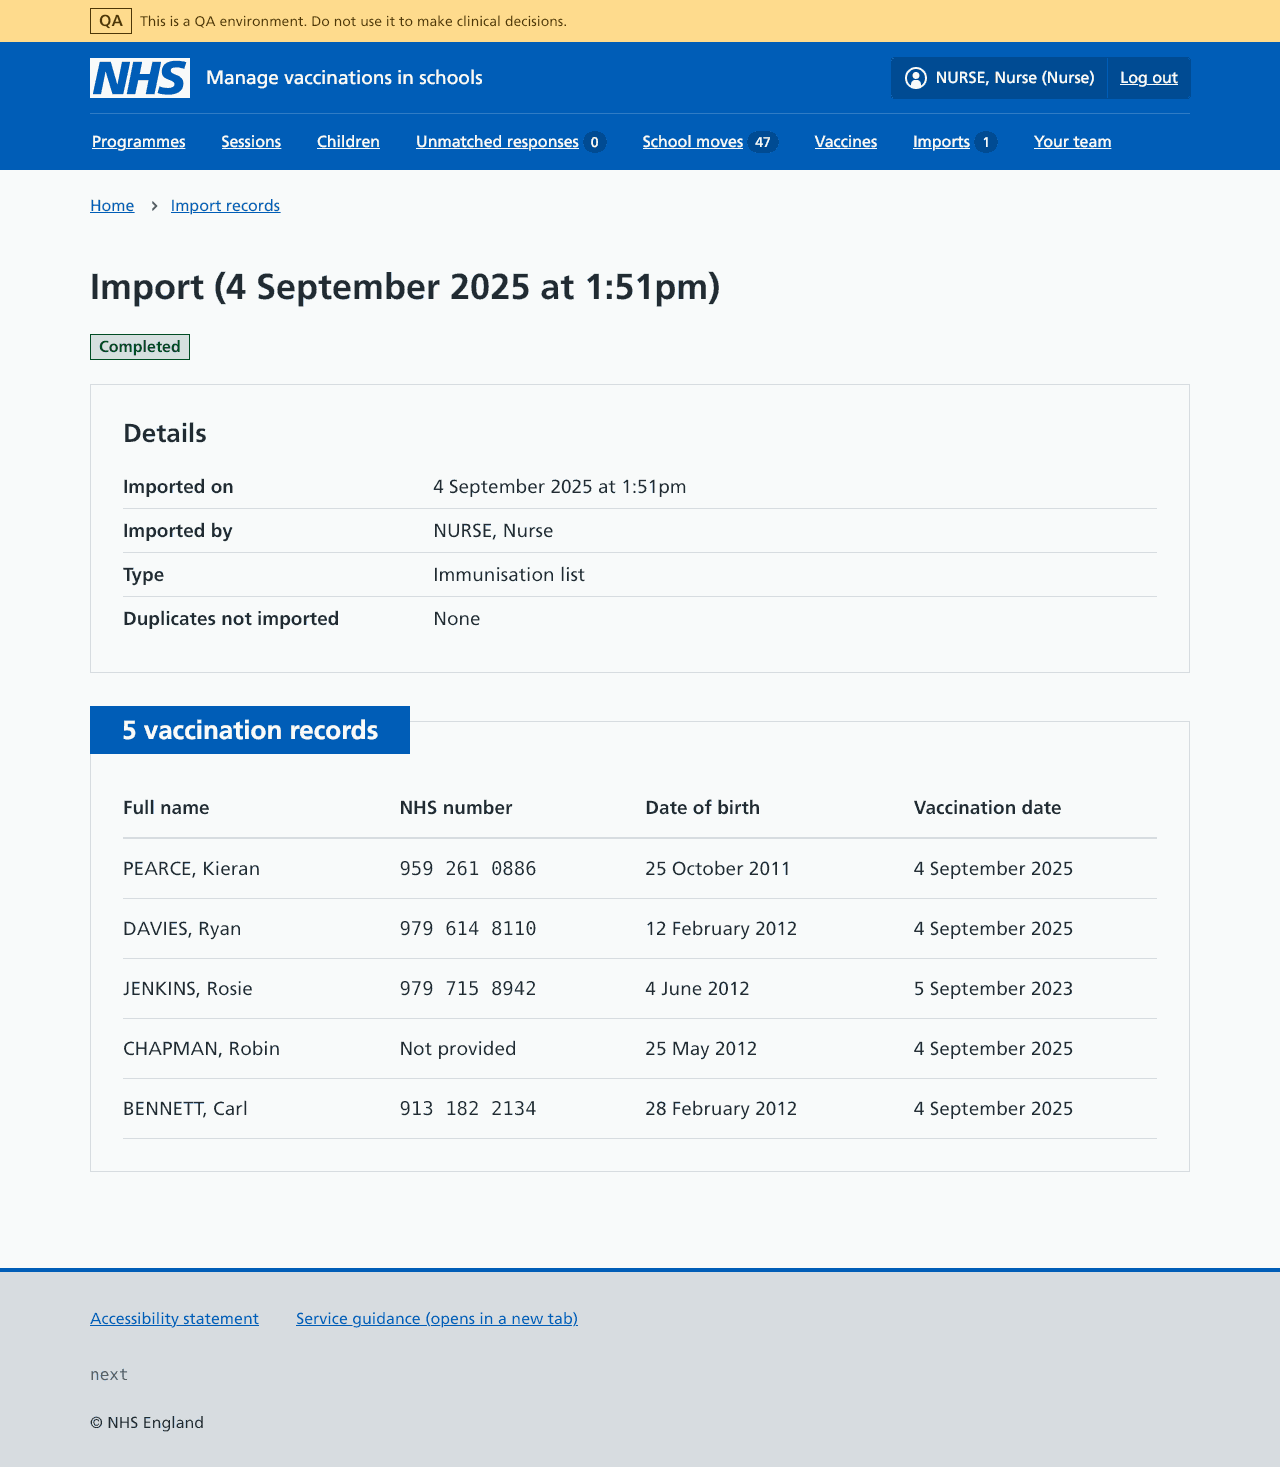 QA This is a QA environment. Do not use it to make clinical decisions.
NHS Manage vaccinations in schools NURSE, Nurse (Nurse) Log out
Programmes Sessions Children Unmatched responses 0 School moves 47 Vaccines Imports 1 Your team
Home Import records
Import (4 September 2025 at 1:51pm)
Completed
Details
Imported on 4 September 2025 at 1:51pm
Imported by NURSE, Nurse
Type Immunisation list
Duplicates not imported None
5 vaccination records
Full name NHS number Date of birth Vaccination date
PEARCE, Kieran 959 261 0886 25 October 2011 4 September 2025
DAVIES, Ryan 979 614 8110 12 February 2012 4 September 2025
JENKINS, Rosie 979 715 8942 4 June 2012 5 September 2023
CHAPMAN, Robin Not provided 25 May 2012 4 September 2025
BENNETT, Carl 913 182 2134 28 February 2012 4 September 2025
Accessibility statement Service guidance (opens in a new tab)
next
© NHS England